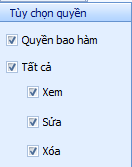 Tùy chọn quyền
Quyền bao hàm
Tất cả
Xem
Sửa
Xóa